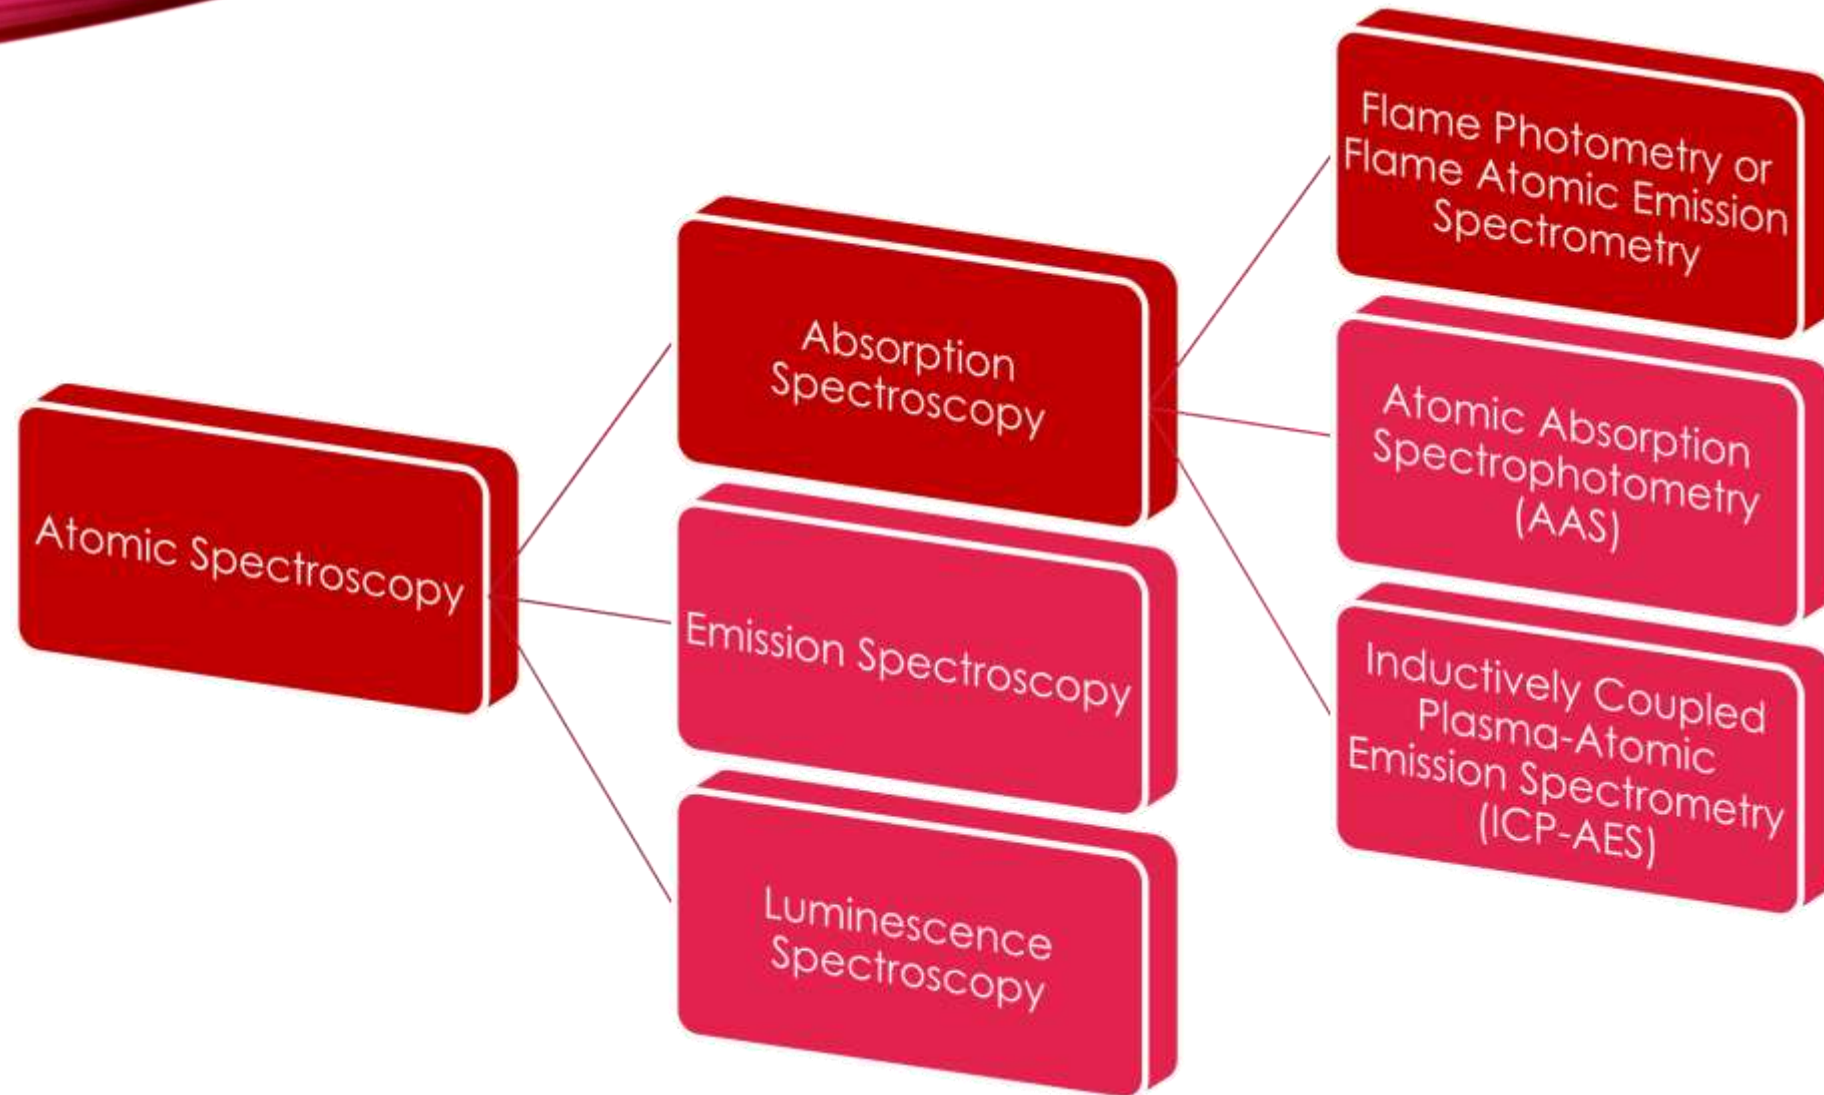 Atomic Spectroscopy
Absorption
Spectroscopy
Emission Spectroscopy
Luminescence
Spectroscopy
Flame Photometry or
Flame Atomic Emission
Spectrometry
Atomic Absorption
Spectrophotometry
(AAS)
Inductively Coupled
Plasma-Atomic
Emission Spectrometry
(ICP-AES)